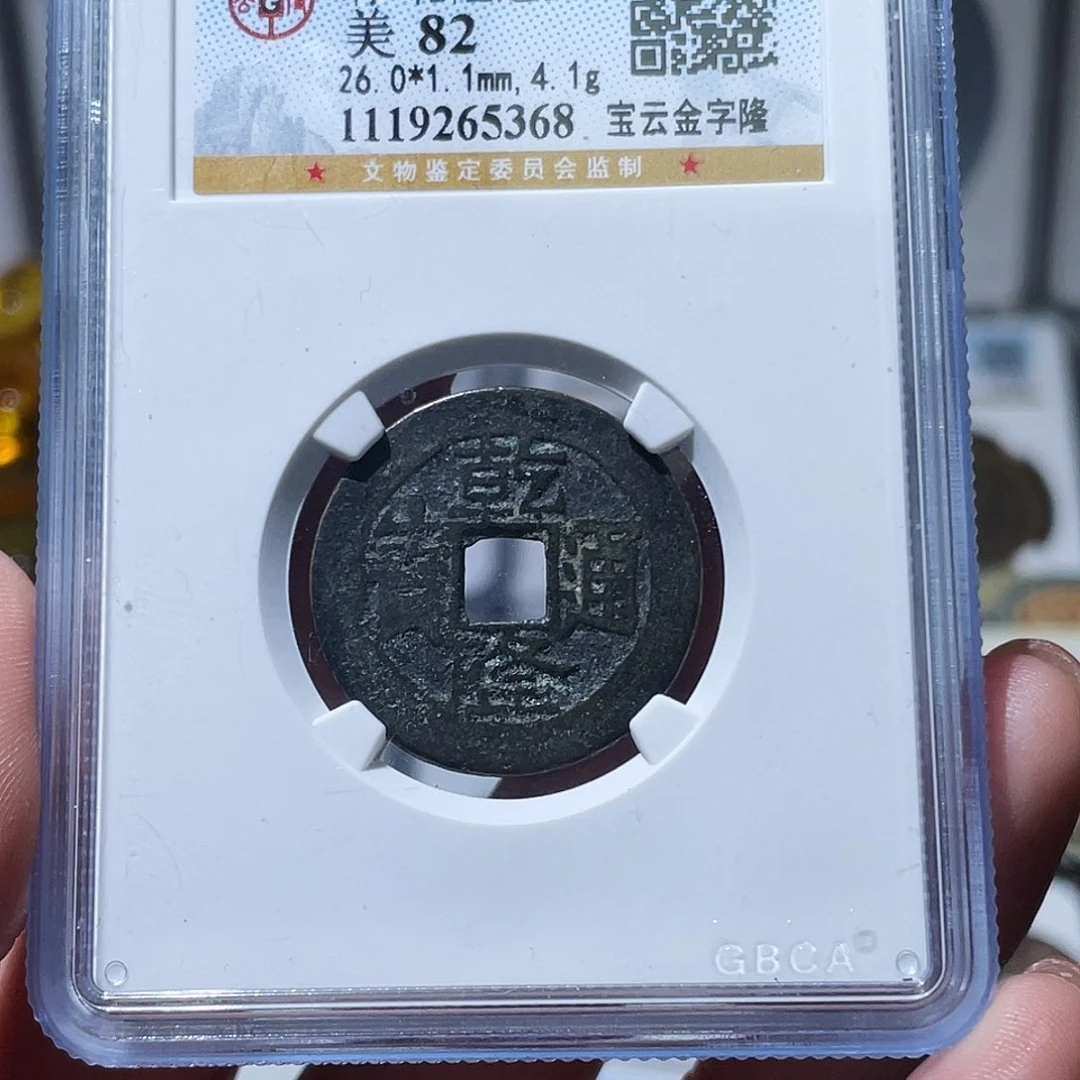 美 82
26.0*1.1mm, 4.1g
1119265368 宝云金字隆
文物鉴定委员会监制
乾
寶 通
隆
GBCA